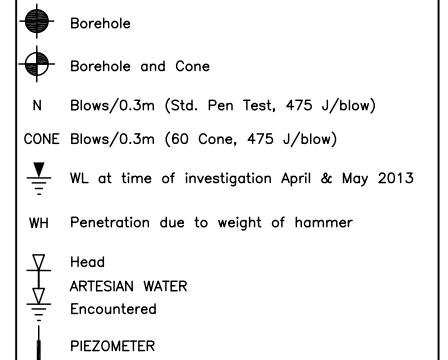 Borehole
Borehole and Cone
N Blows/0.3m (Std. Pen Test, 475 J/blow)
CONE Blows/0.3m (60 Cone, 475 J/blow)
WL at time of investigation April & May 2013
WH Penetration due to weight of hammer
Head
ARTESIAN WATER
Encountered
PIEZOMETER